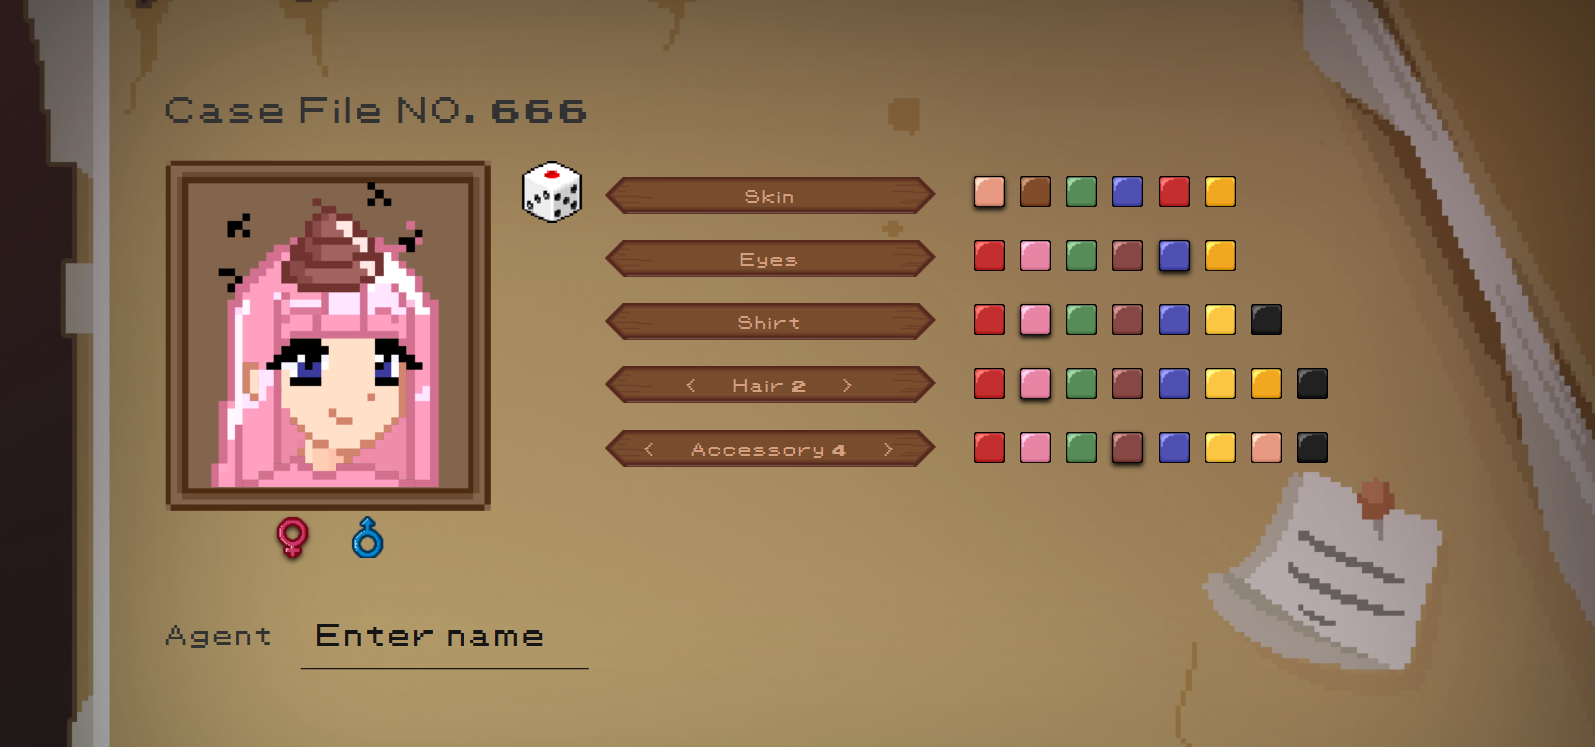 Case File NO. 666
Skin
Eyes
Shirt
< Hair 2 >
< Accessory 4 >
Agent Enter name